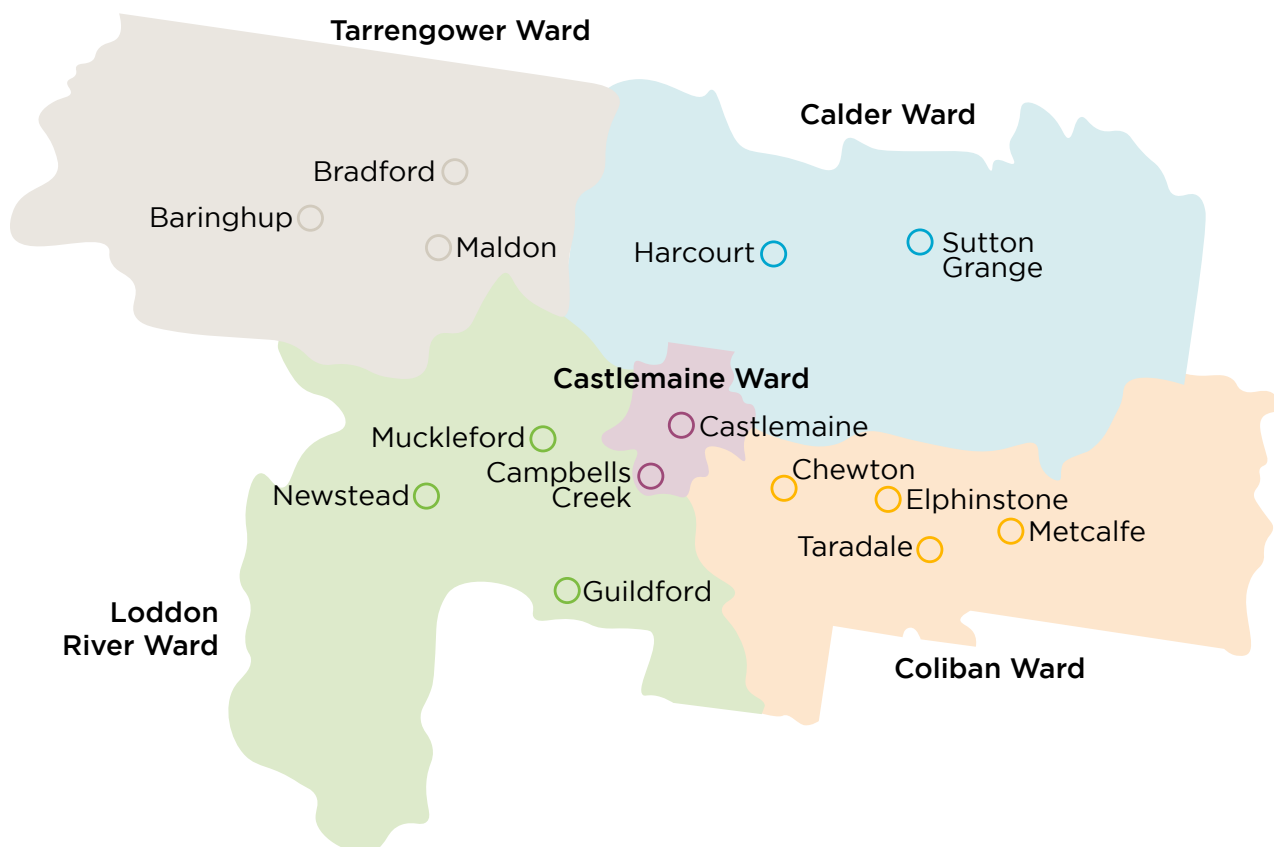 Tarrengower Ward
Calder Ward
Bradford
Baringhup
Maldon
Harcourt
Sutton
Grange
Castlemaine Ward
Castlemaine
Muckleford
Campbells
Creek
Newstead
Chewton
Elphinstone
Metcalfe
Taradale
Guildford
Loddon
River Ward
Coliban Ward